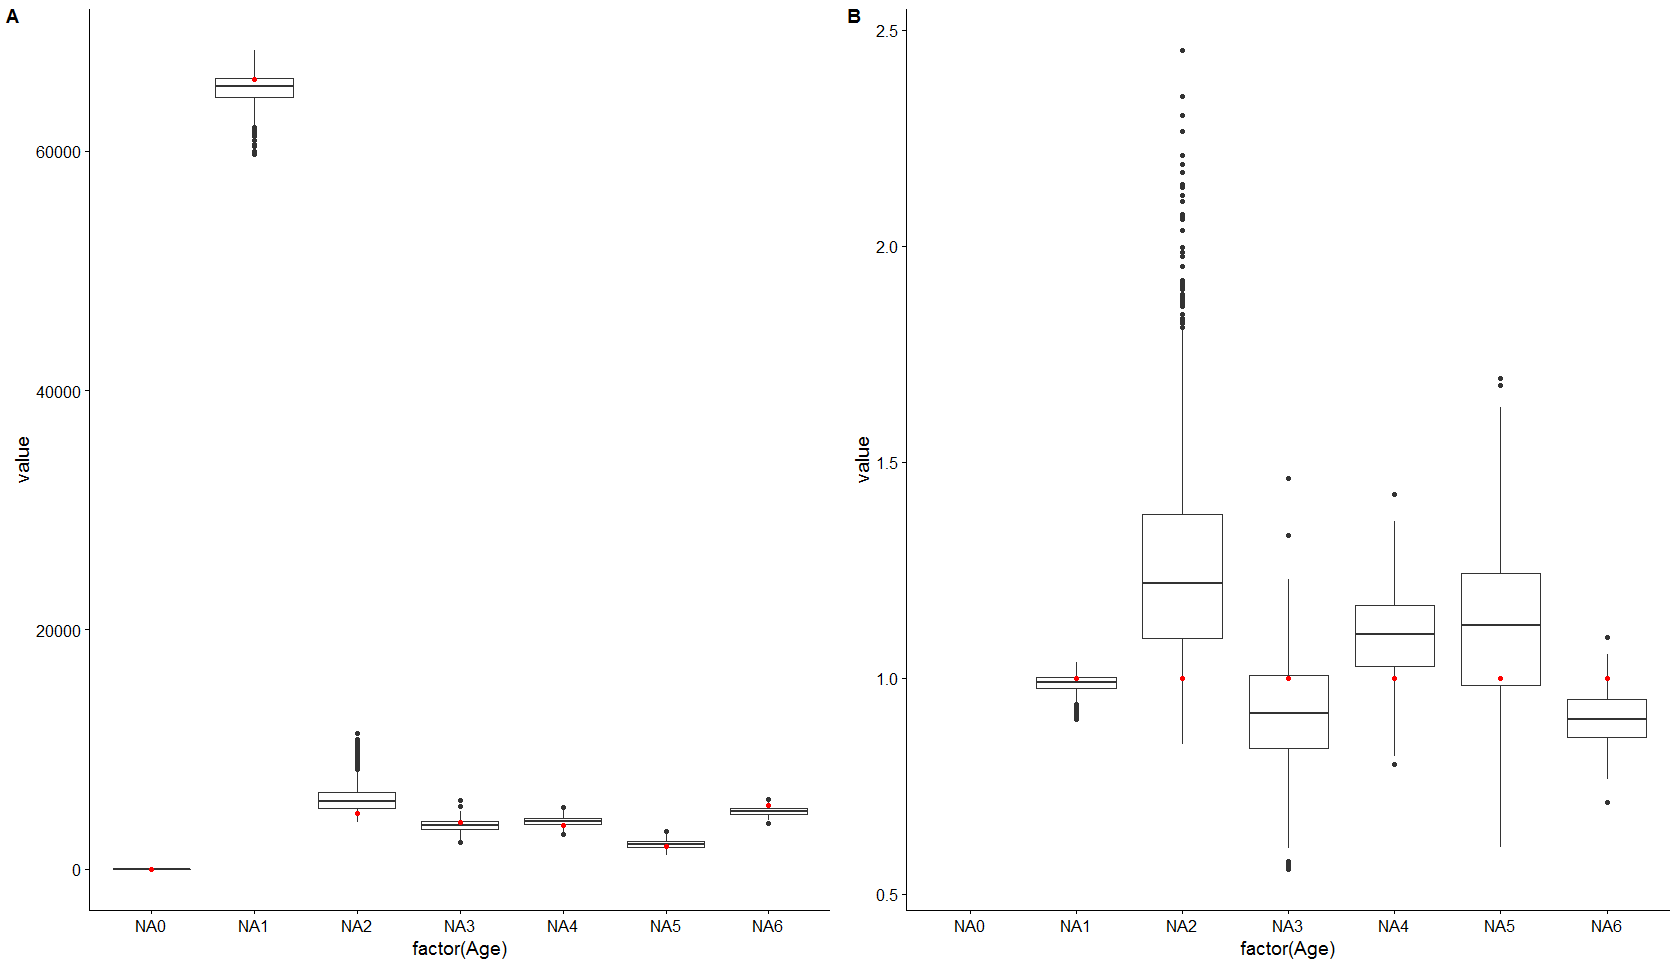 A
value
60000
40000
20000
0
NA0 NA1 NA2 NA3 NA4 NA5 NA6
factor(Age)
B
value
2.5
2.0
1.5
1.0
0.5
NA0 NA1 NA2 NA3 NA4 NA5 NA6
factor(Age)